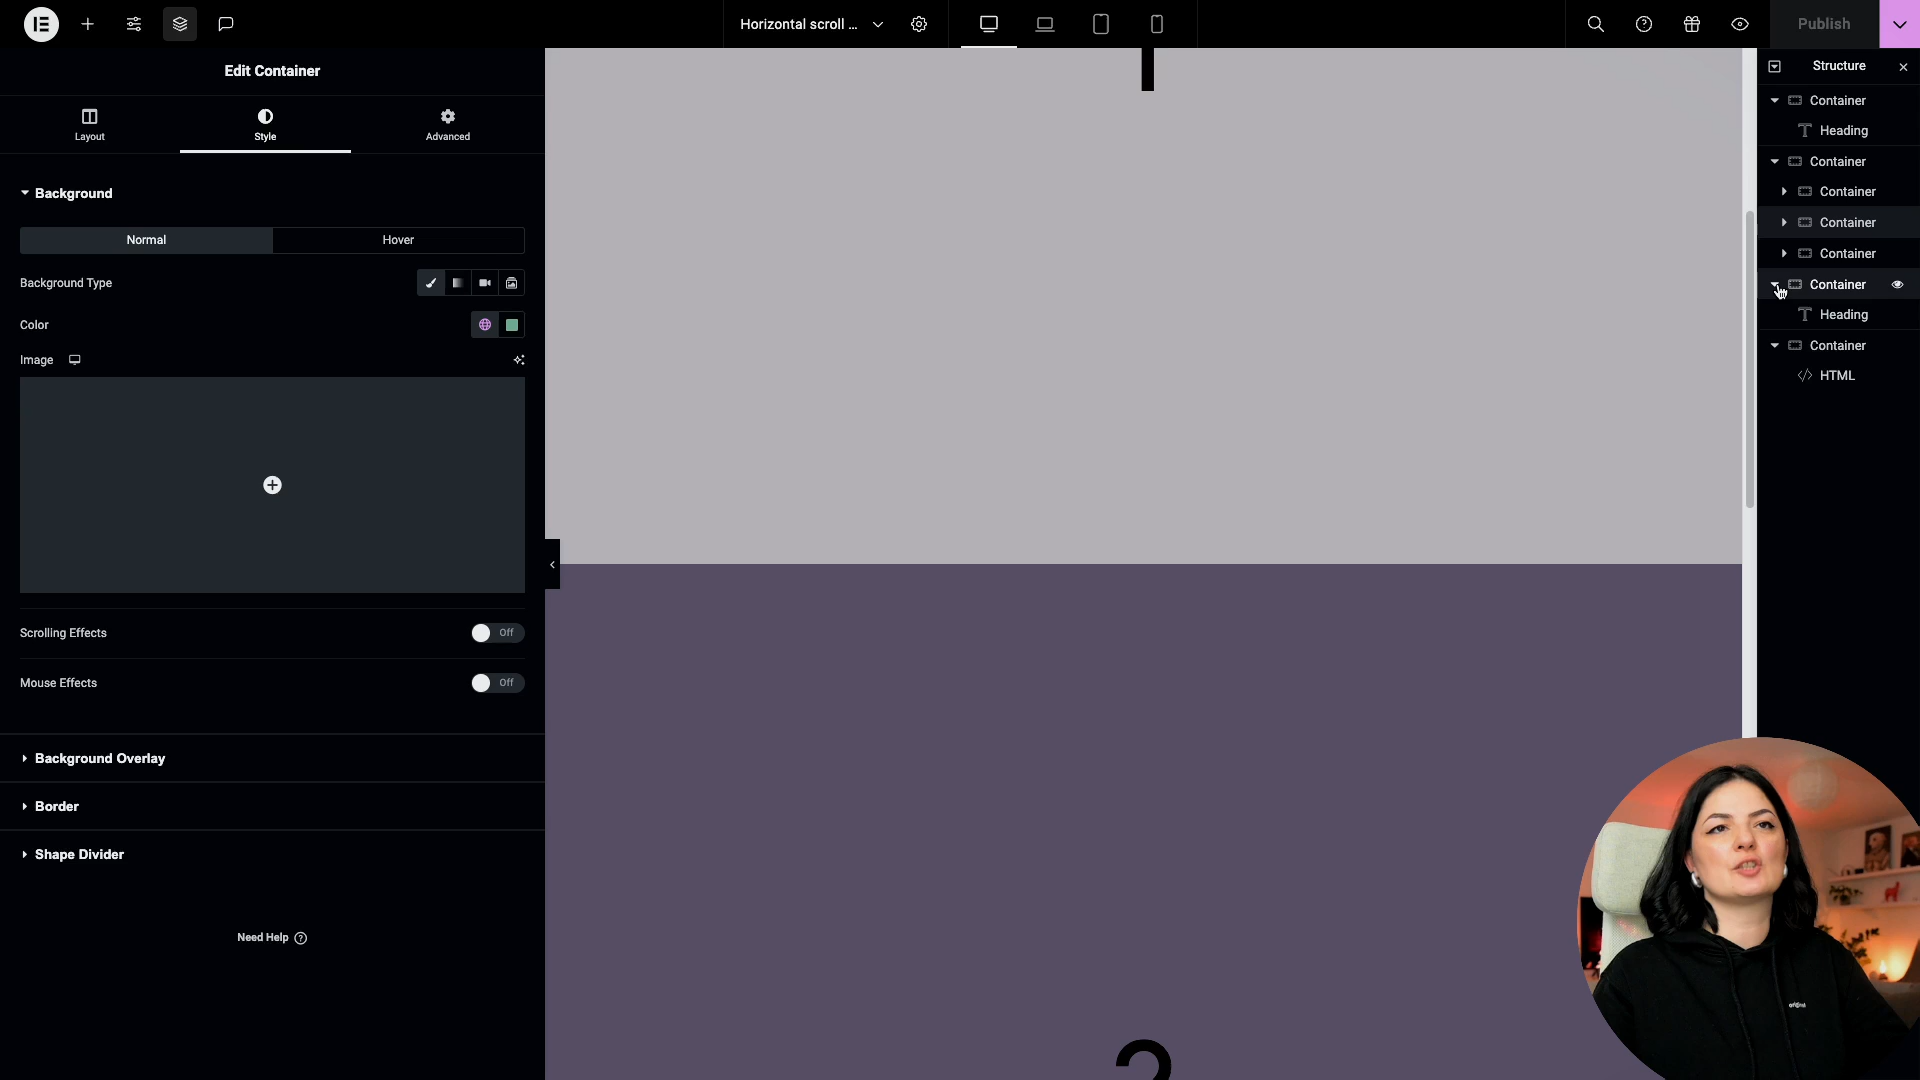 Horizontal scroll ...
Publish
Edit Container
Structure
Layout
Style
Advanced
Container
Heading
Container
Container
Container
Container
Container
Heading
Container
HTML
Background
Normal
Hover
Background Type
Color
Image
Scrolling Effects
Off
Mouse Effects
Off
Background Overlay
Border
Shape Divider
Need Help
1
2